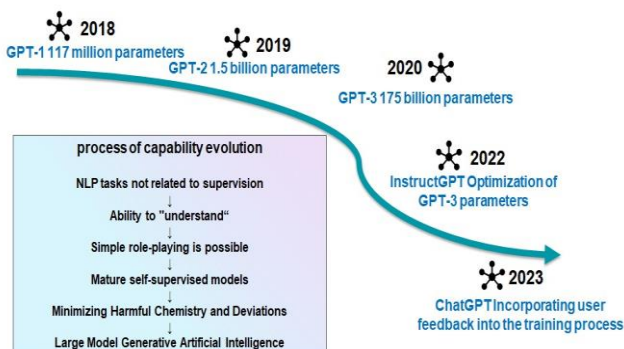 2018
GPT-1 117 million parameters
2019
GPT-2 1.5 billion parameters
2020
GPT-3 175 billion parameters
2022
InstructGPT Optimization of
GPT-3 parameters
2023
ChatGPT Incorporating user
feedback into the training process
process of capability evolution
NLP tasks not related to supervision
↓
Ability to "understand“
↓
Simple role-playing is possible
↓
Mature self-supervised models
↓
Minimizing Harmful Chemistry and Deviations
↓
Large Model Generative Artificial Intelligence